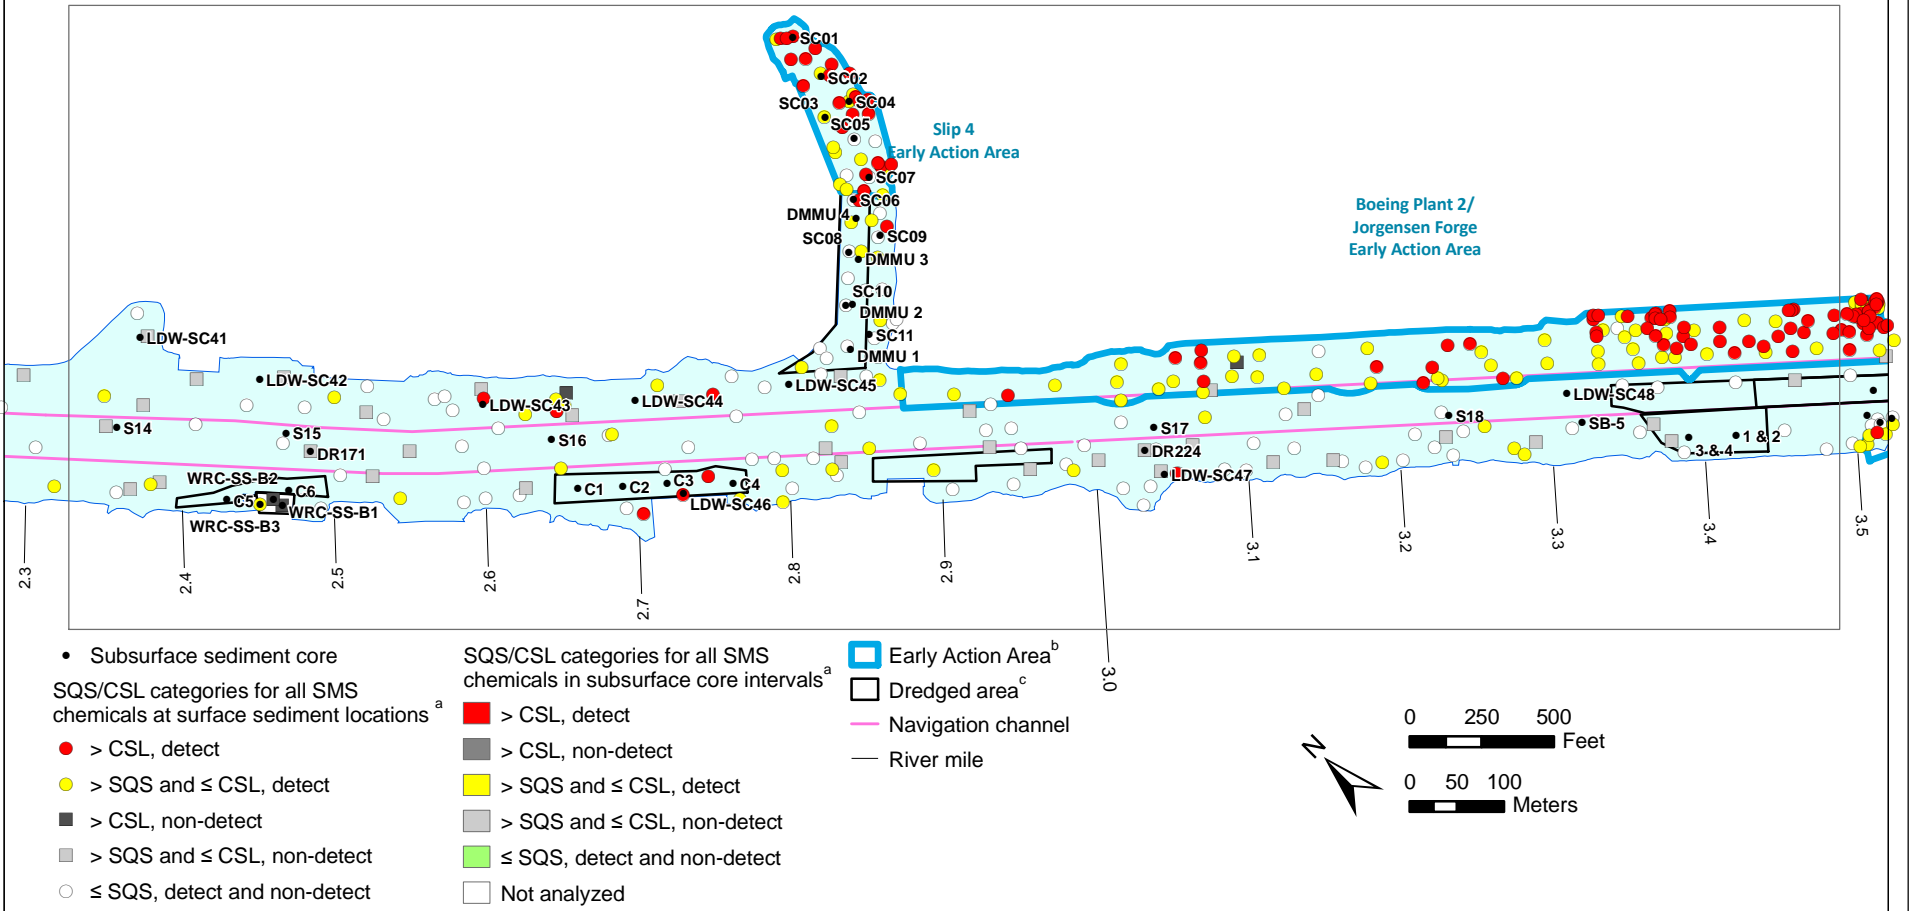 SC01
SC02
SC03
SC04
SC05
Slip 4
Early Action Area
SC07
SC06
DMMU 4
SC08
SC09
DMMU 3
SC10
DMMU 2
SC11
DMMU 1
Boeing Plant 2/
Jorgensen Forge
Early Action Area
LDW-SC41
LDW-SC42
LDW-SC43
LDW-SC44
LDW-SC45
LDW-SC48
S14
S15
S16
S17
S18
SB-5
1 & 2
3 & 4
DR171
DR224
WRC-SS-B2
C6
C5
WRC-SS-B1
WRC-SS-B3
C1
C2
C3
C4
LDW-SC46
LDW-SC47
2.3
2.4
2.5
2.6
2.7
2.8
2.9
3.0
3.1
3.2
3.3
3.4
3.5
Subsurface sediment core
SQS/CSL categories for all SMS
chemicals at surface sediment locations a
> CSL, detect
> SQS and ≤ CSL, detect
> CSL, non-detect
> SQS and ≤ CSL, non-detect
≤ SQS, detect and non-detect
SQS/CSL categories for all SMS
chemicals in subsurface core intervals a
> CSL, detect
> CSL, non-detect
> SQS and ≤ CSL, detect
> SQS and ≤ CSL, non-detect
≤ SQS, detect and non-detect
Not analyzed
Early Action Area b
Dredged area c
Navigation channel
River mile
N
0 250 500
Feet
0 50 100
Meters